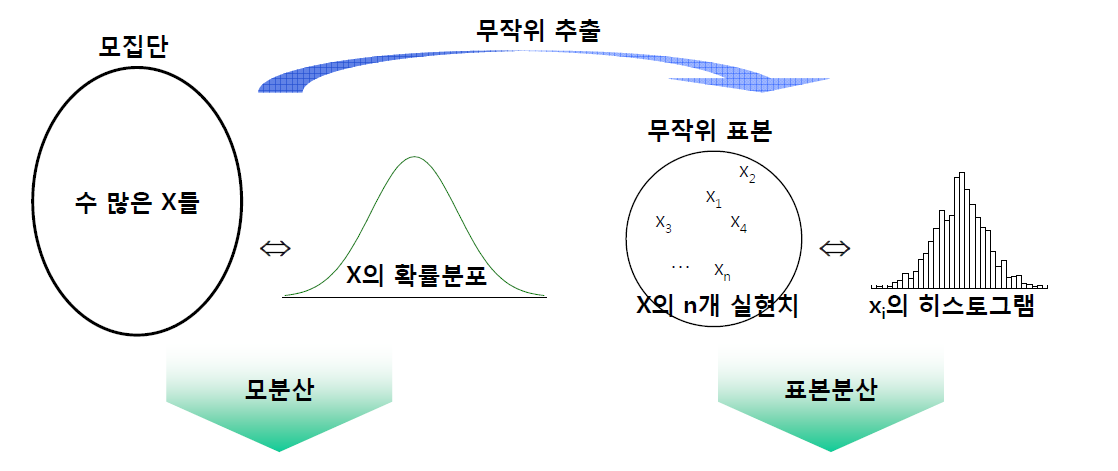 무작위 추출
모집단
무작위 표본
수 많은 X들
X₂
X₁
X₃
X₄
⇔
X의 확률분포
⇔
… Xₙ
X의 n개 실현치
xᵢ의 히스토그램
모분산
표본분산